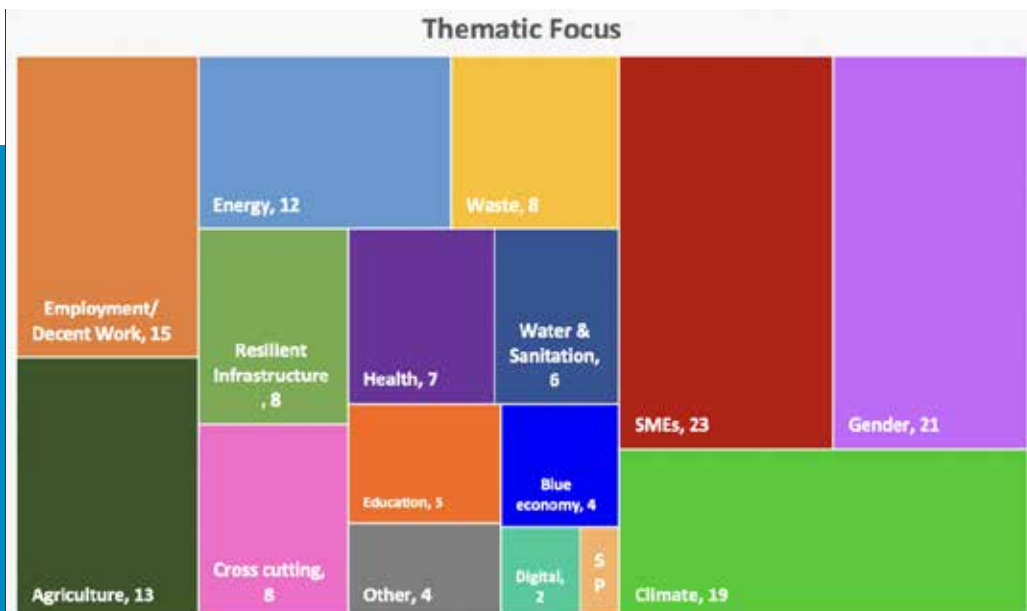 Thematic Focus
Energy, 12
Waste, 8
Employment/
Decent Work, 15
Resilient
Infrastructure
, 8
Health, 7
Water &
Sanitation,
6
SMEs, 23
Gender, 21
Education, 5
Blue
economy, 4
Agriculture, 13
Cross cutting,
8
Other, 4
Digital,
2
S
P
Climate, 19